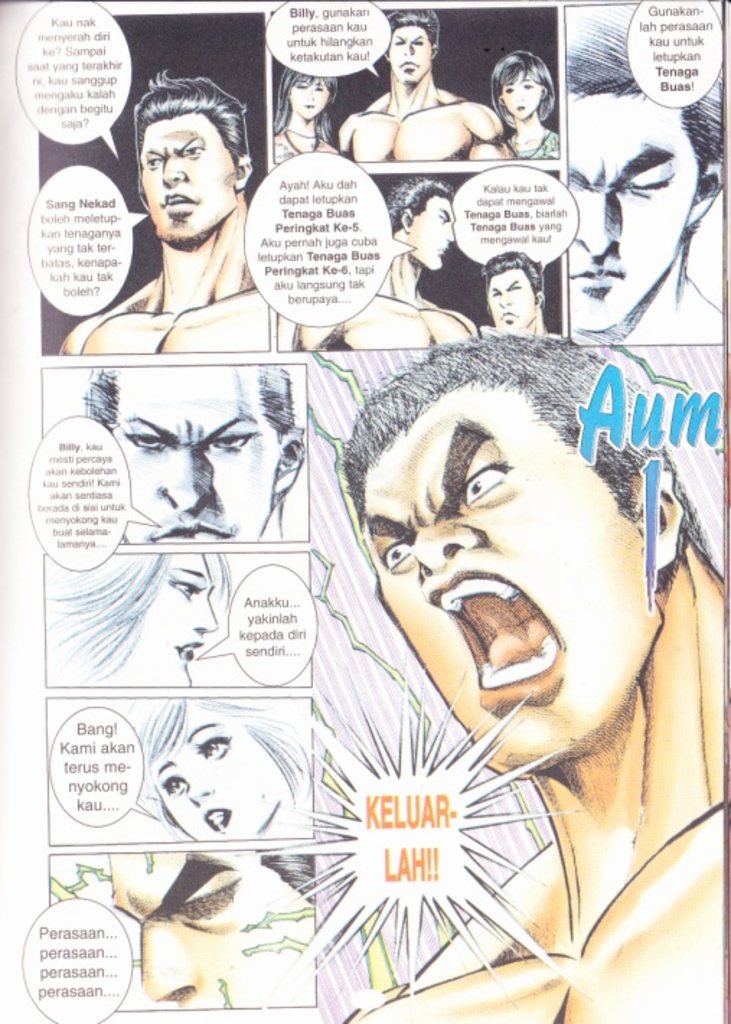 Kau nak
menyerah diri
ke? Sampai
saat yang terakhir
ni, kau sanggup
mengaku kalah
dengan begitu
saja?
Sang Nekad
boleh meletup-
kan tenaganya
yang tak ter-
batas, kenapa-
kah kau tak
boleh?
Billy, gunakan
perasaan kau
untuk hilangkan
ketakutan kau!
Gunakan-
lah perasaan
kau untuk
letupkan
Tenaga
Buas!
Ayah! Aku dah
dapat letupkan
Tenaga Buas
Peringkat Ke-5.
Aku pernah juga cuba
letupkan Tenaga Buas
Peringkat Ke-6, tapi
aku langsung tak
berupaya....
Kalau kau tak
dapat mengawal
Tenaga Buas, biarlah
Tenaga Buas yang
mengawal kau!
Billy, kau
mesti percaya
akan kebolehan
kau sendiri! Kami
akan sentiasa
berada di sisi untuk
menyokong kau
buat selama-
lamanya....
Anakku...
yakinlah
kepada diri
sendiri....
Bang!
Kami akan
terus me-
nyokong
kau....
Perasaan...
perasaan...
perasaan...
perasaan....
Aum
!
KELUAR-
LAH!!